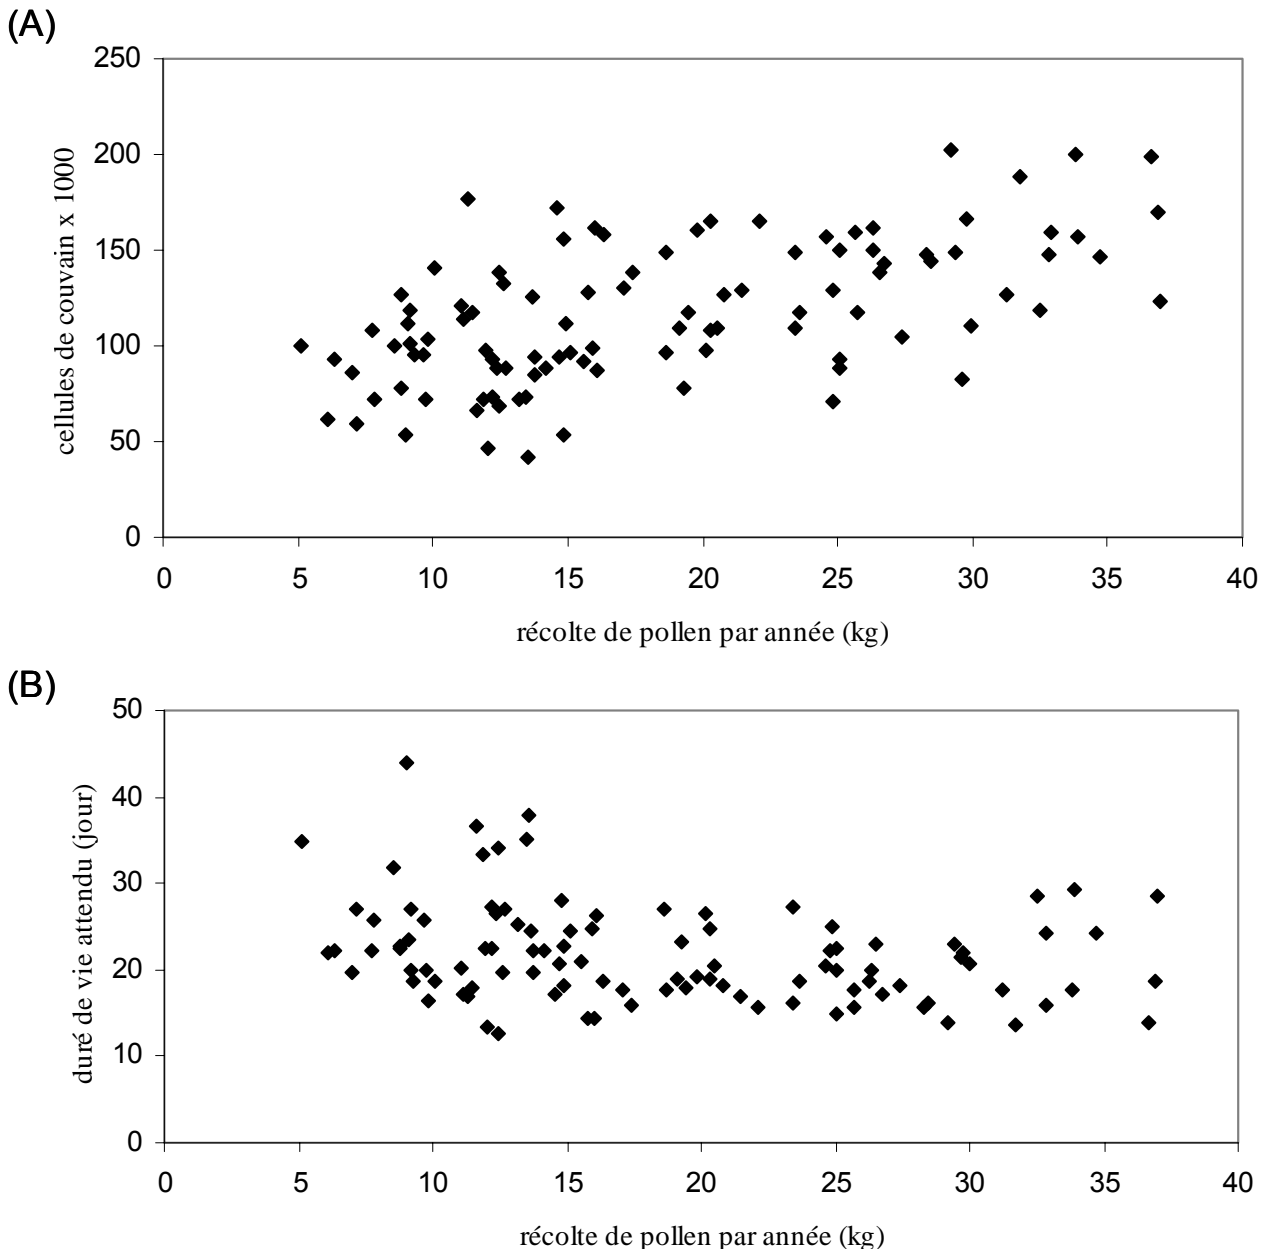 (A)
250
200
150
100
50
0
cellules de couvain x 1000
0 5 10 15 20 25 30 35 40
récolte de pollen par année (kg)
(B)
50
40
30
20
10
0
duré de vie attendu (jour)
0 5 10 15 20 25 30 35 40
récolte de pollen par année (kg)